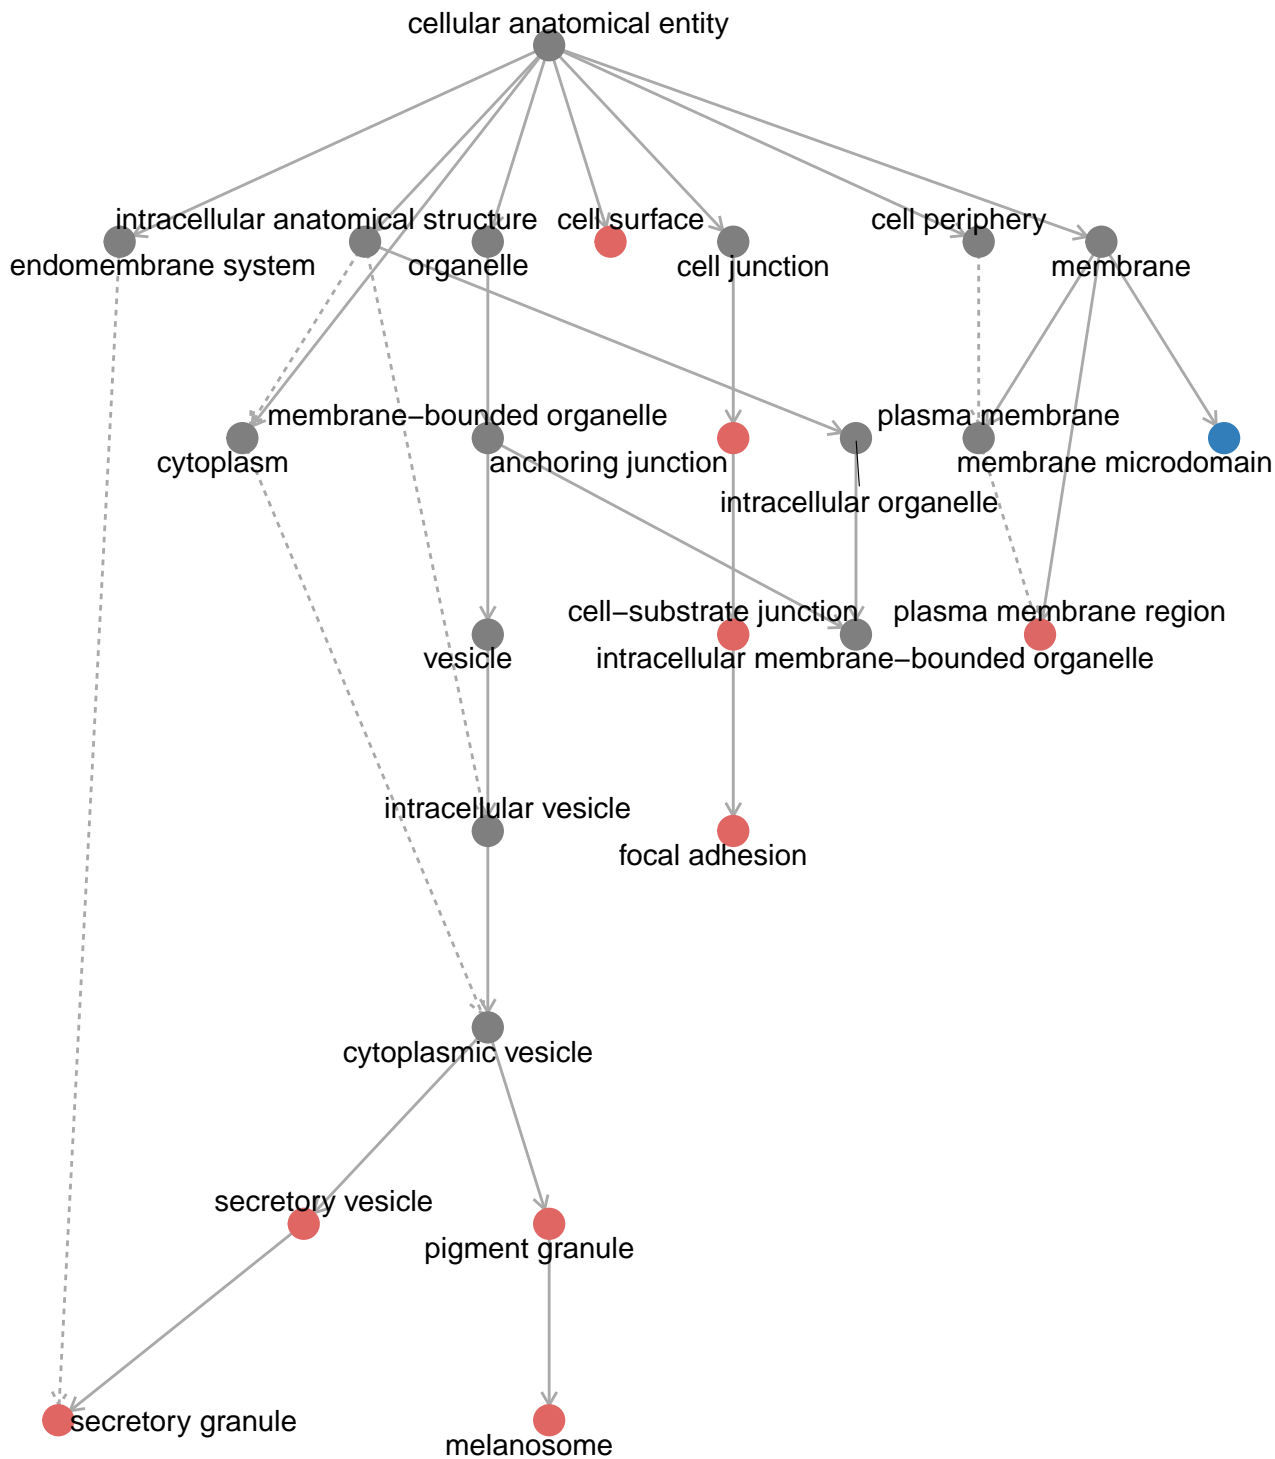 cellular anatomical entity
intracellular anatomical structure
cell surface
cell periphery
endomembrane system
organelle
cell junction
membrane
membrane−bounded organelle
plasma membrane
cytoplasm
anchoring junction
membrane microdomain
intracellular organelle
cell−substrate junction
plasma membrane region
vesicle
intracellular membrane−bounded organelle
intracellular vesicle
focal adhesion
cytoplasmic vesicle
secretory vesicle
pigment granule
secretory granule
melanosome